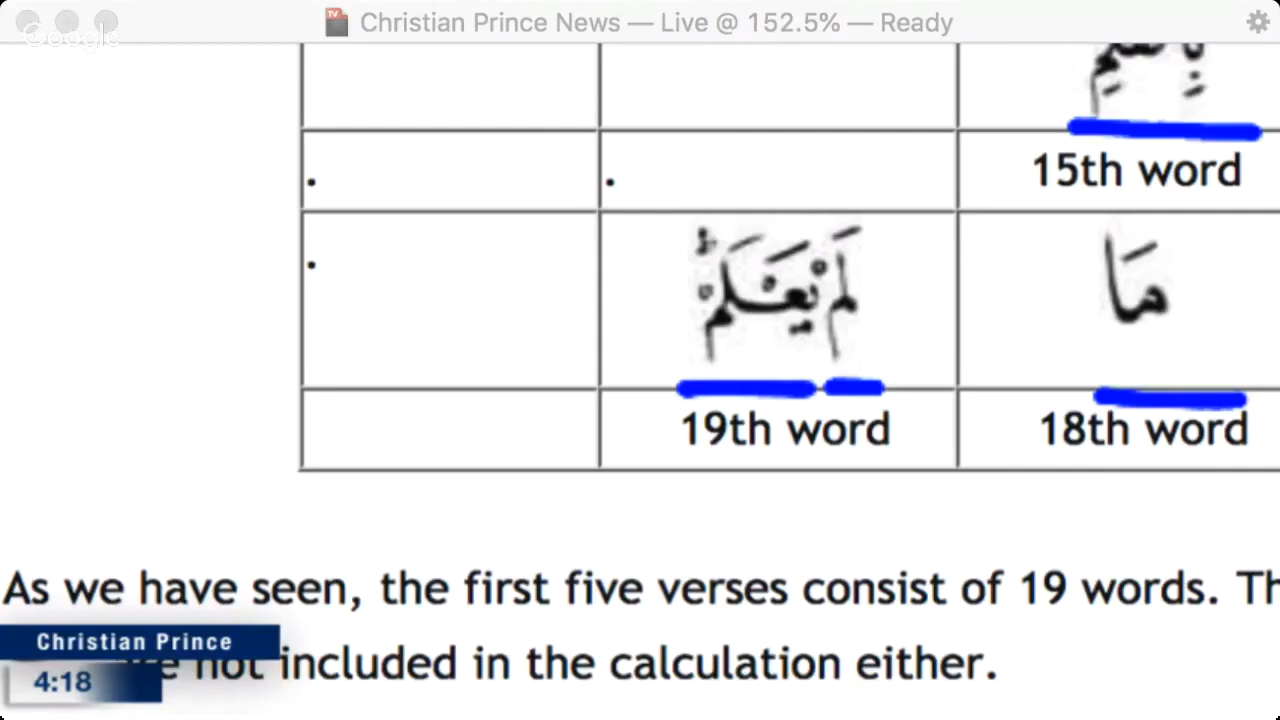 Christian Prince News — Live @ 152.5% — Ready
Google
. . 15th word
. لَمْ يَعْلَمْ مَا
19th word 18th word
As we have seen, the first five verses consist of 19 words.
not included in the calculation either.
Christian Prince
4:18